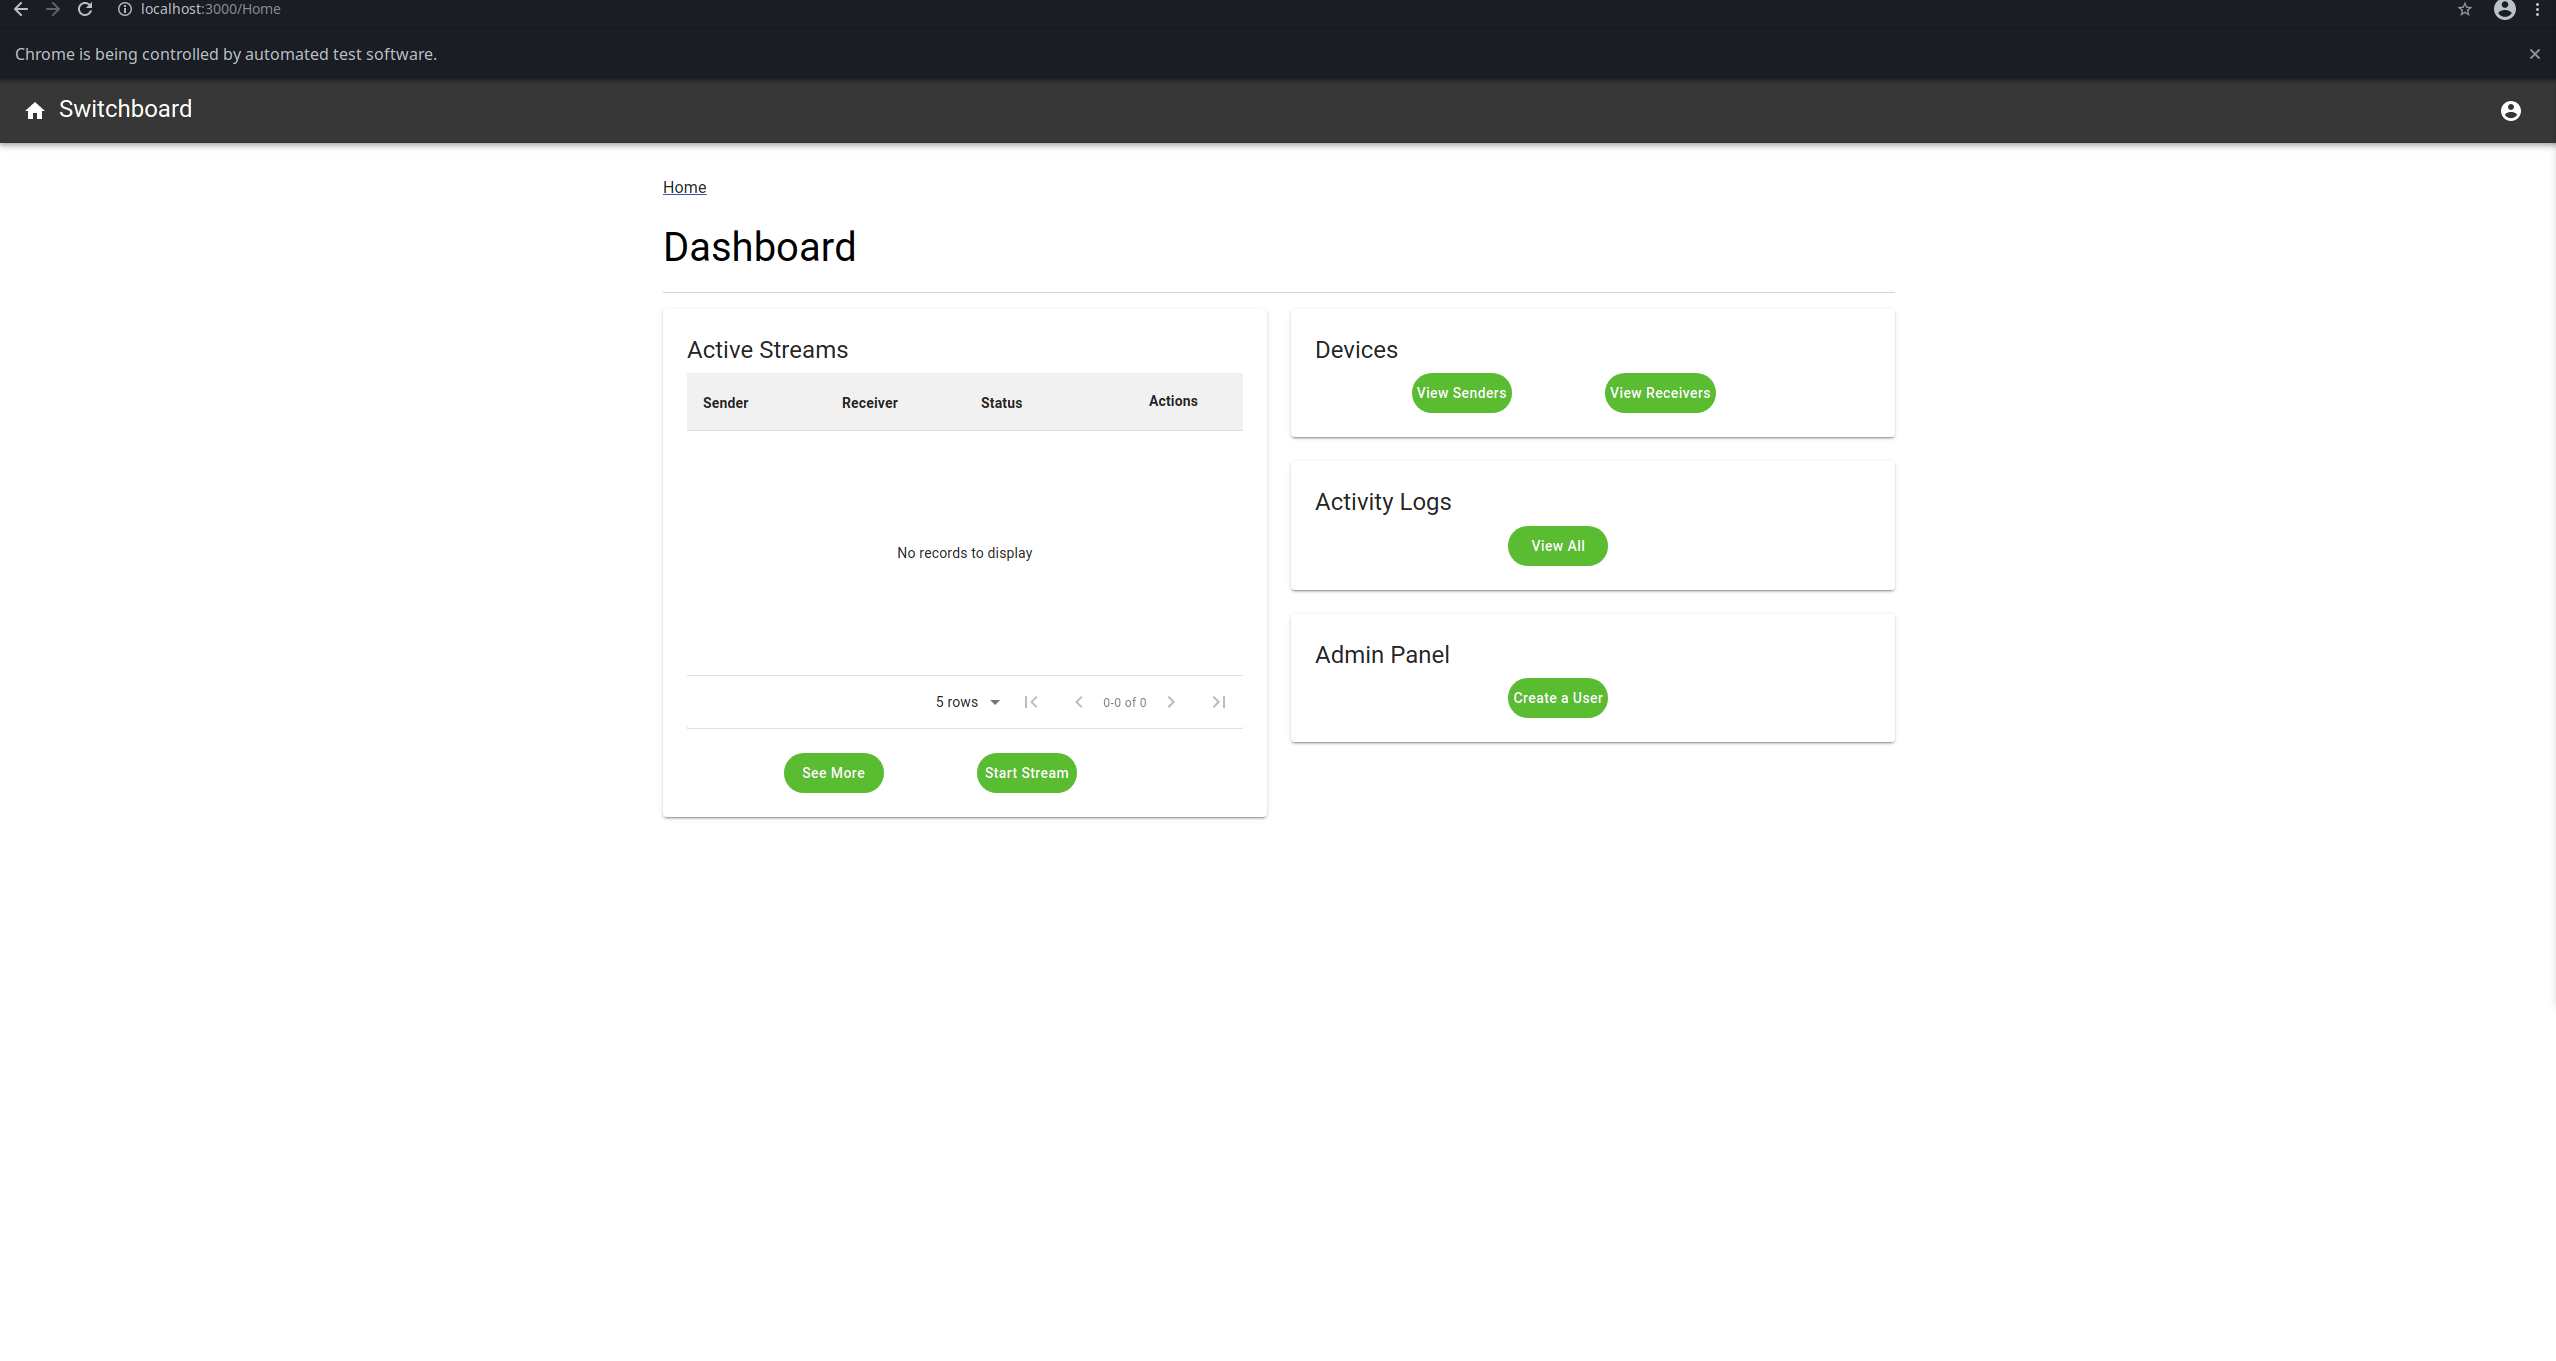 localhost:3000/Home
Chrome is being controlled by automated test software.
Switchboard
Home
Dashboard
Active Streams
Sender Receiver Status Actions
No records to display
5 rows 0-0 of 0
See More Start Stream
Devices
View Senders View Receivers
Activity Logs
View All
Admin Panel
Create a User